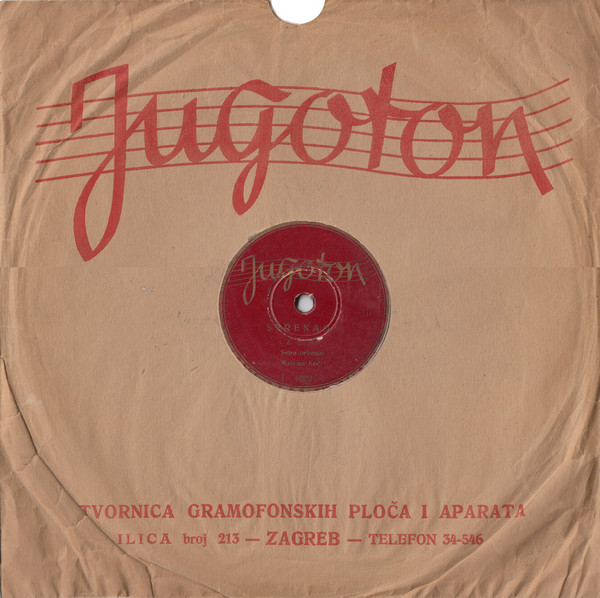 Jugoton
Jugoton
TVORNICA GRAMOFONSKIH PLOČA I APARATA
ILICA broj 213 — ZAGREB — TELEFON 34-546